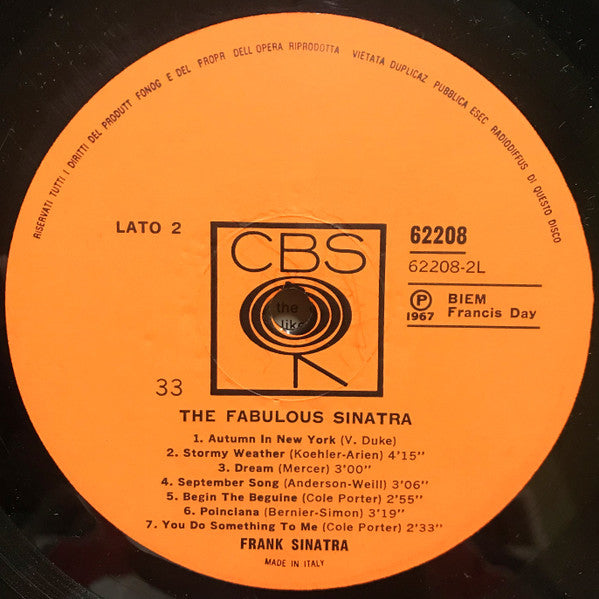 RISERVATI TUTTI I DIRITTI DEL PRODUTT FONOG E DEL PROPR DELL OPERA RIPRODOTTA VIETATA DUPLICAZ PUBBLICA ESEC RADIODIFFUS DI QUESTO DISCO
LATO 2
CBS
62208
62208-2L
the
like
℗ BIEM
1967 Francis Day
33
THE FABULOUS SINATRA
1. Autumn In New York (V. Duke)
2. Stormy Weather (Koehler-Arien) 4'15"
3. Dream (Mercer) 3'00"
4. September Song (Anderson-Weill) 3'06"
5. Begin The Beguine (Cole Porter) 2'55"
6. Poinclana (Bernier-Simon) 3'19"
7. You Do Something To Me (Cole Porter) 2'33"
FRANK SINATRA
MADE IN ITALY